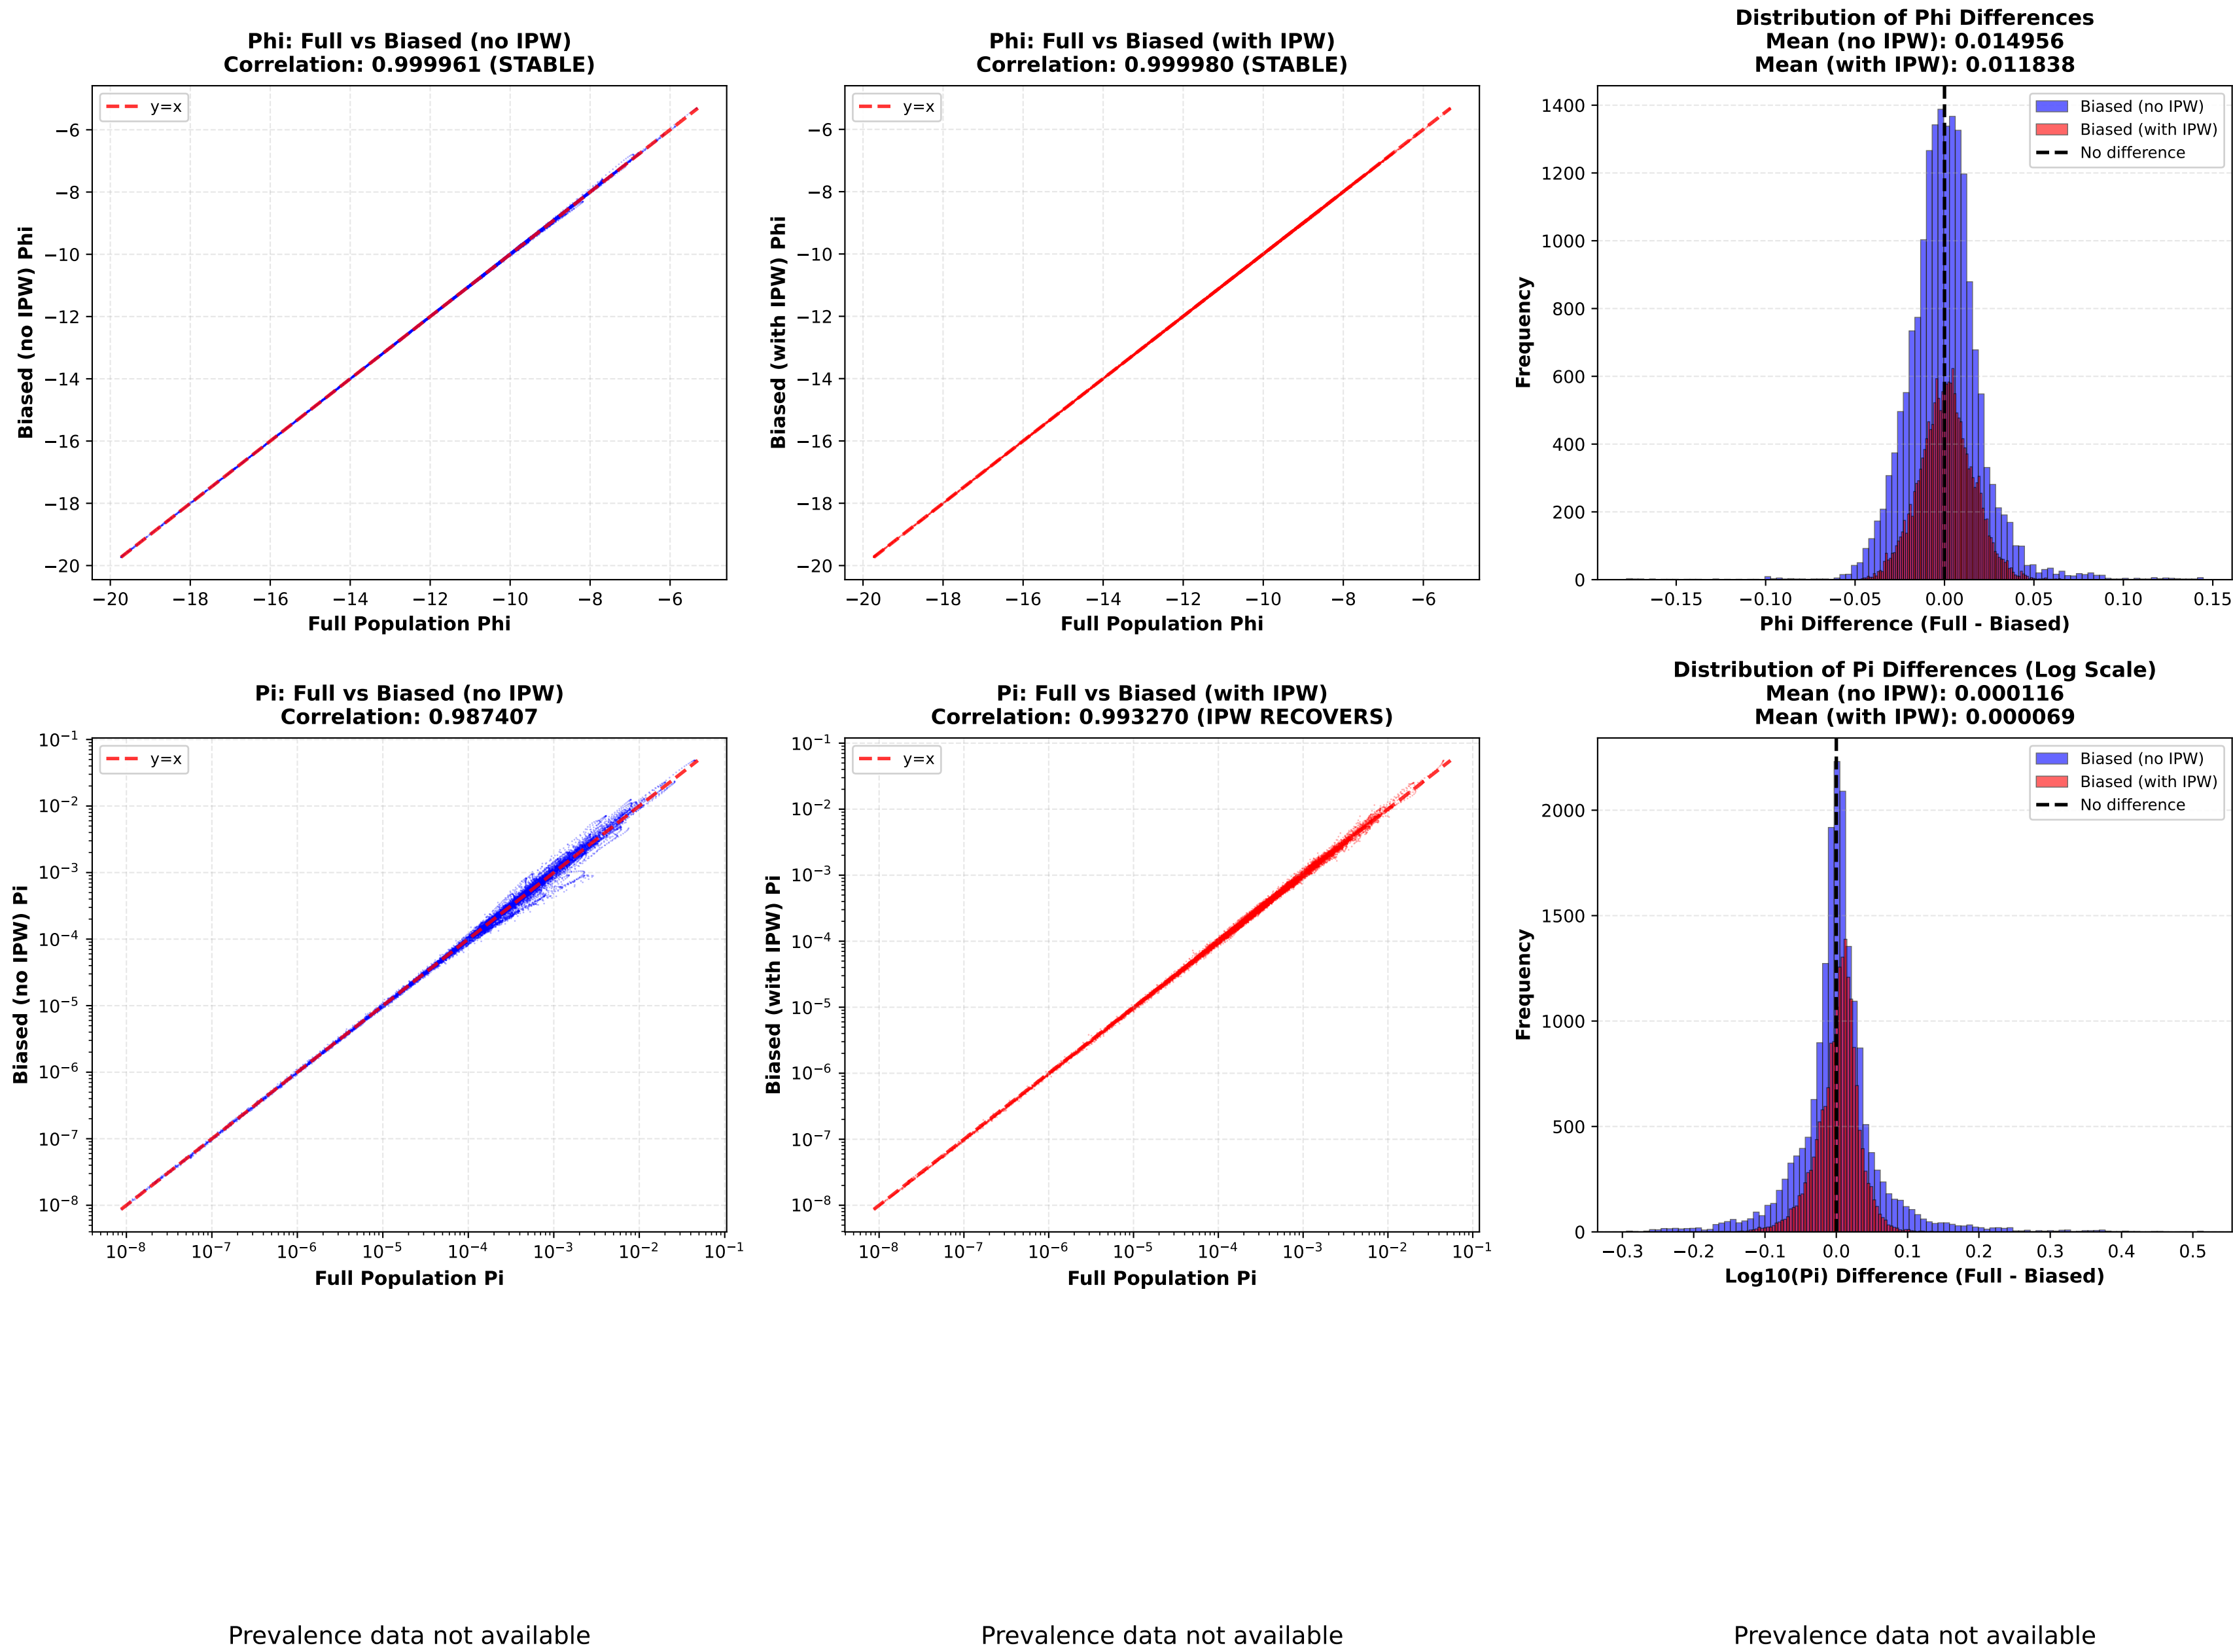 Phi: Full vs Biased (no IPW)
Correlation: 0.999961 (STABLE)
y=x
−6
−8
−10
−12
−14
−16
−18
−20
Biased (no IPW) Phi
−20 −18 −16 −14 −12 −10 −8 −6
Full Population Phi
Phi: Full vs Biased (with IPW)
Correlation: 0.999980 (STABLE)
y=x
−6
−8
−10
−12
−14
−16
−18
−20
Biased (with IPW) Phi
−20 −18 −16 −14 −12 −10 −8 −6
Full Population Phi
Distribution of Phi Differences
Mean (no IPW): 0.014956
Mean (with IPW): 0.011838
Biased (no IPW)
Biased (with IPW)
No difference
1400
1200
1000
800
600
400
200
0
Frequency
−0.15 −0.10 −0.05 0.00 0.05 0.10 0.15
Phi Difference (Full - Biased)
Pi: Full vs Biased (no IPW)
Correlation: 0.987407
y=x
10⁻¹
10⁻²
10⁻³
10⁻⁴
10⁻⁵
10⁻⁶
10⁻⁷
10⁻⁸
Biased (no IPW) Pi
10⁻⁸ 10⁻⁷ 10⁻⁶ 10⁻⁵ 10⁻⁴ 10⁻³ 10⁻² 10⁻¹
Full Population Pi
Pi: Full vs Biased (with IPW)
Correlation: 0.993270 (IPW RECOVERS)
y=x
10⁻¹
10⁻²
10⁻³
10⁻⁴
10⁻⁵
10⁻⁶
10⁻⁷
10⁻⁸
Biased (with IPW) Pi
10⁻⁸ 10⁻⁷ 10⁻⁶ 10⁻⁵ 10⁻⁴ 10⁻³ 10⁻² 10⁻¹
Full Population Pi
Distribution of Pi Differences (Log Scale)
Mean (no IPW): 0.000116
Mean (with IPW): 0.000069
Biased (no IPW)
Biased (with IPW)
No difference
2000
1500
1000
500
0
Frequency
−0.3 −0.2 −0.1 0.0 0.1 0.2 0.3 0.4 0.5
Log10(Pi) Difference (Full - Biased)
Prevalence data not available
Prevalence data not available
Prevalence data not available